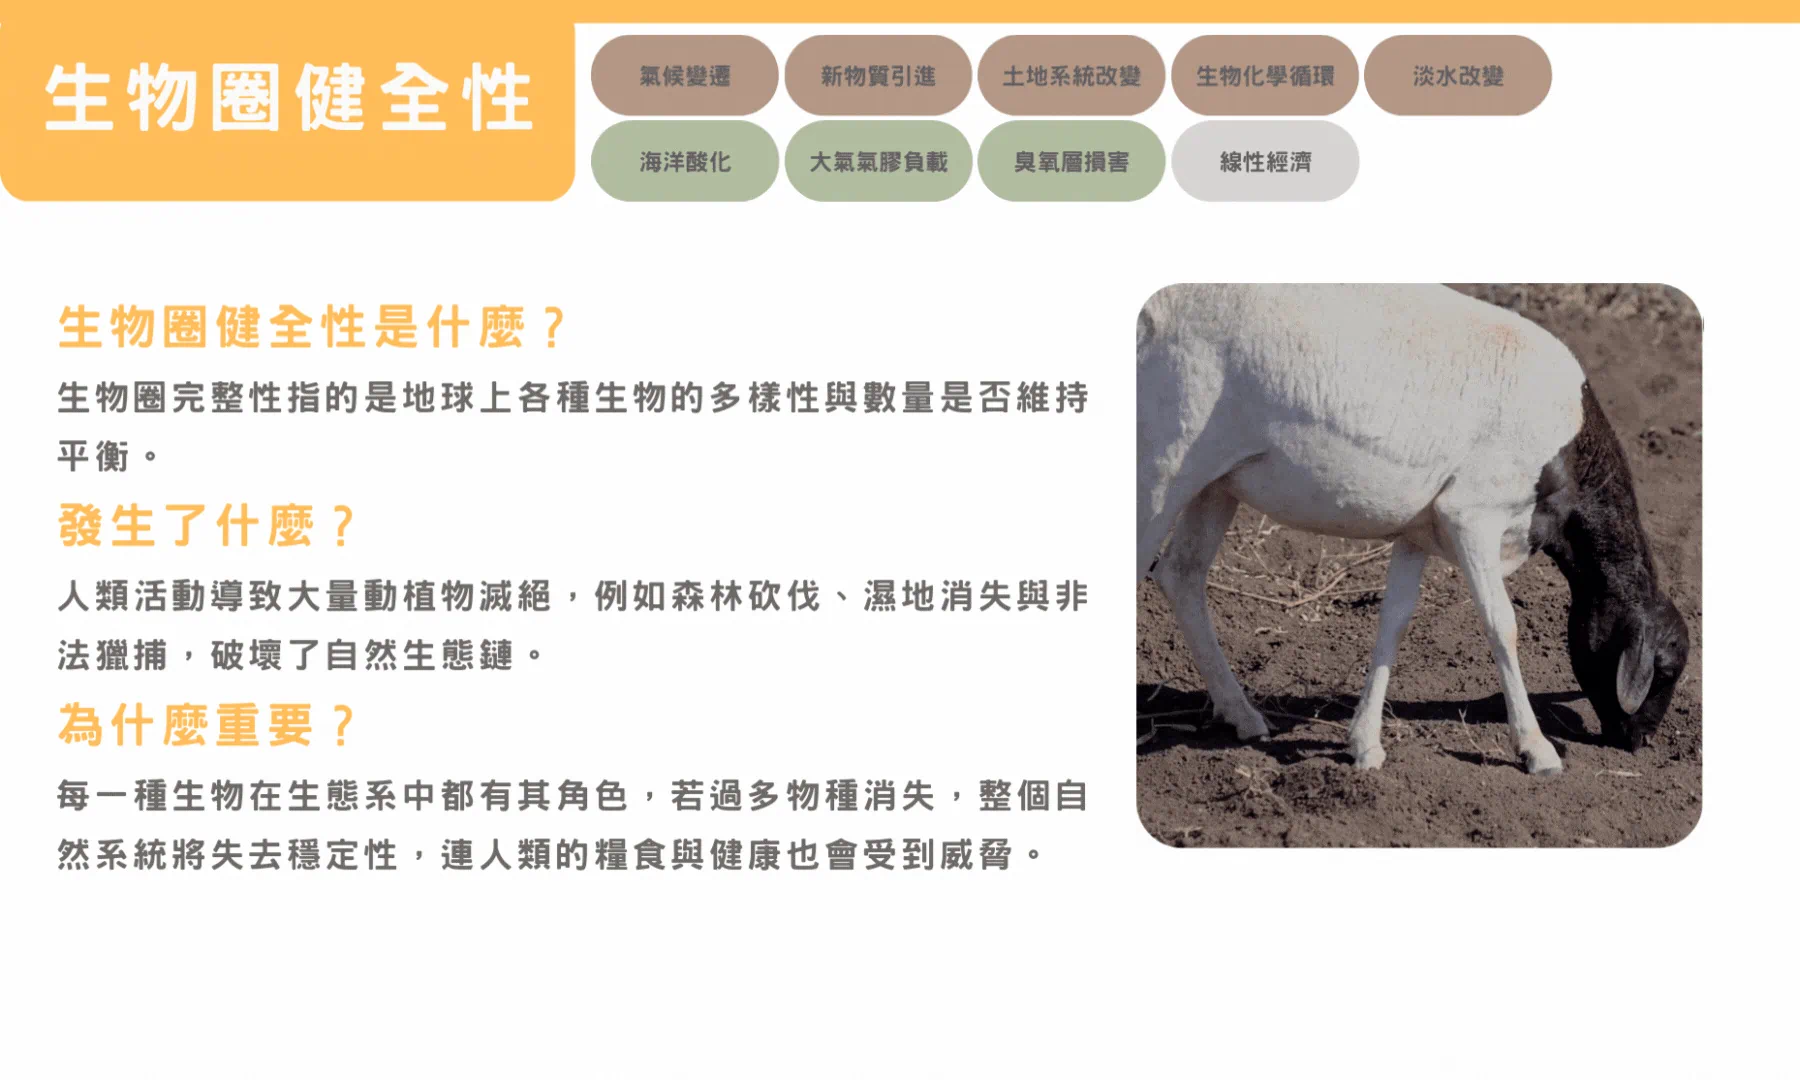 生物圈健全性
氣候變遷
新物質引進
土地系統改變
生物化學循環
淡水改變
海洋酸化
大氣氣膠負載
臭氧層損害
線性經濟
生物圈健全性是什麼？
生物圈完整性指的是地球上各種生物的多樣性與數量是否維持
平衡。
發生了什麼？
人類活動導致大量動植物滅絕，例如森林砍伐、濕地消失與非
法獵捕，破壞了自然生態鏈。
為什麼重要？
每一種生物在生態系中都有其角色，若過多物種消失，整個自
然系統將失去穩定性，連人類的糧食與健康也會受到威脅。